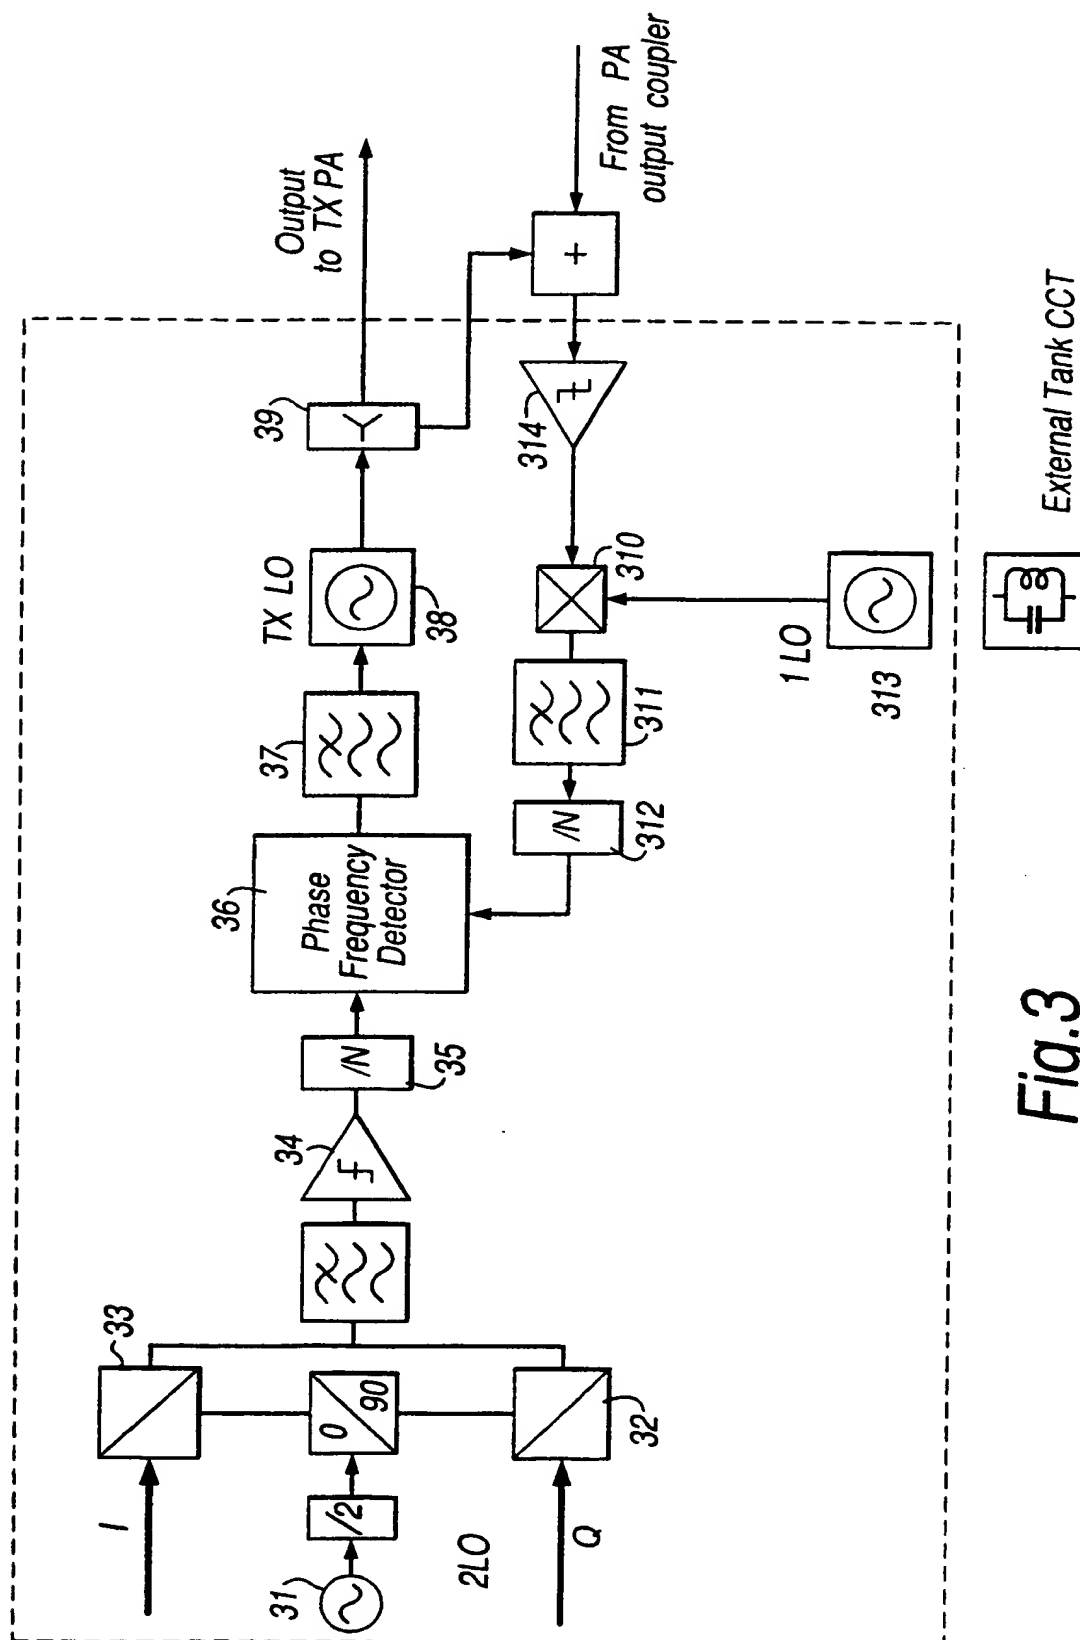 I
33
31
/2
0
90
2LO
Q
32
34
/N
35
36
Phase
Frequency
Detector
37
TX LO
38
39
Output
to TX PA
+
From PA
output coupler
314
310
311
/N
312
1 LO
313
External Tank CCT
Fig.3